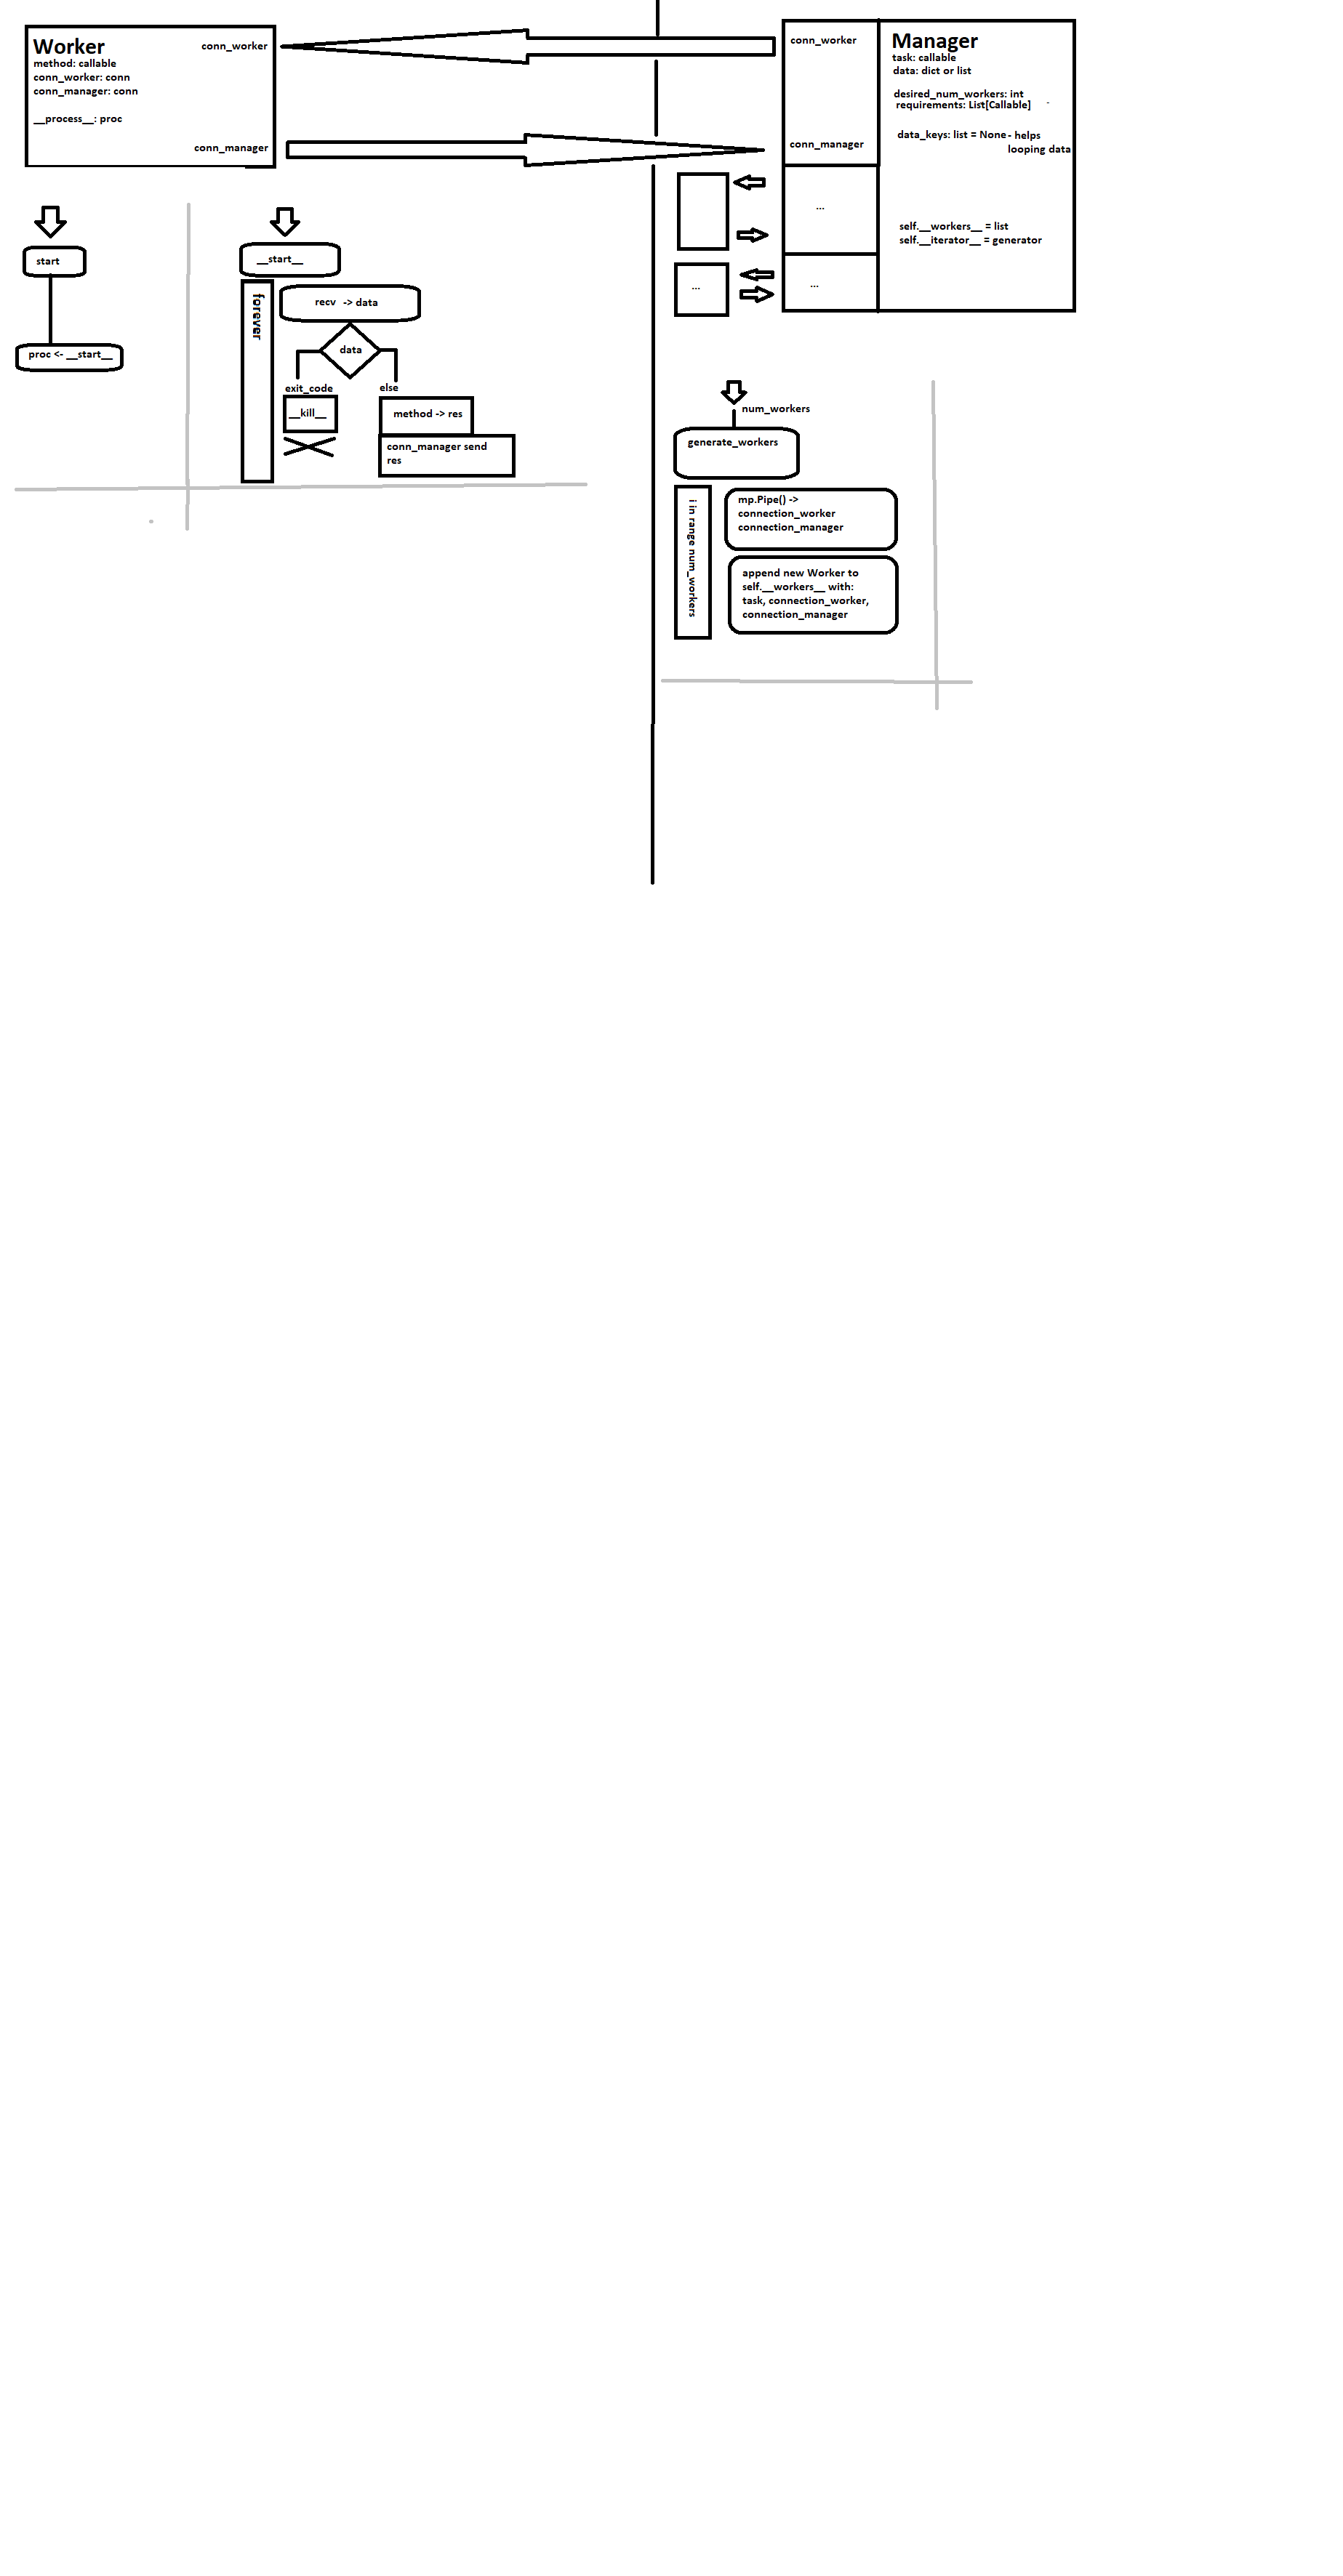 Worker
method: callable
conn_worker: conn
conn_manager: conn
__process__: proc
conn_worker
conn_manager
conn_worker
conn_manager
...
...
Manager
task: callable
data: dict or list
desired_num_workers: int
requirements: List[Callable]
data_keys: list = None - helps
looping data
self.__workers__ = list
self.__iterator__ = generator
...
start
proc <- __start__
__start__
forever
recv -> data
data
exit_code
else
__kill__
method -> res
conn_manager send
res
num_workers
generate_workers
i in range num_workers
mp.Pipe() ->
connection_worker
connection_manager
append new Worker to
self.__workers__ with:
task, connection_worker,
connection_manager